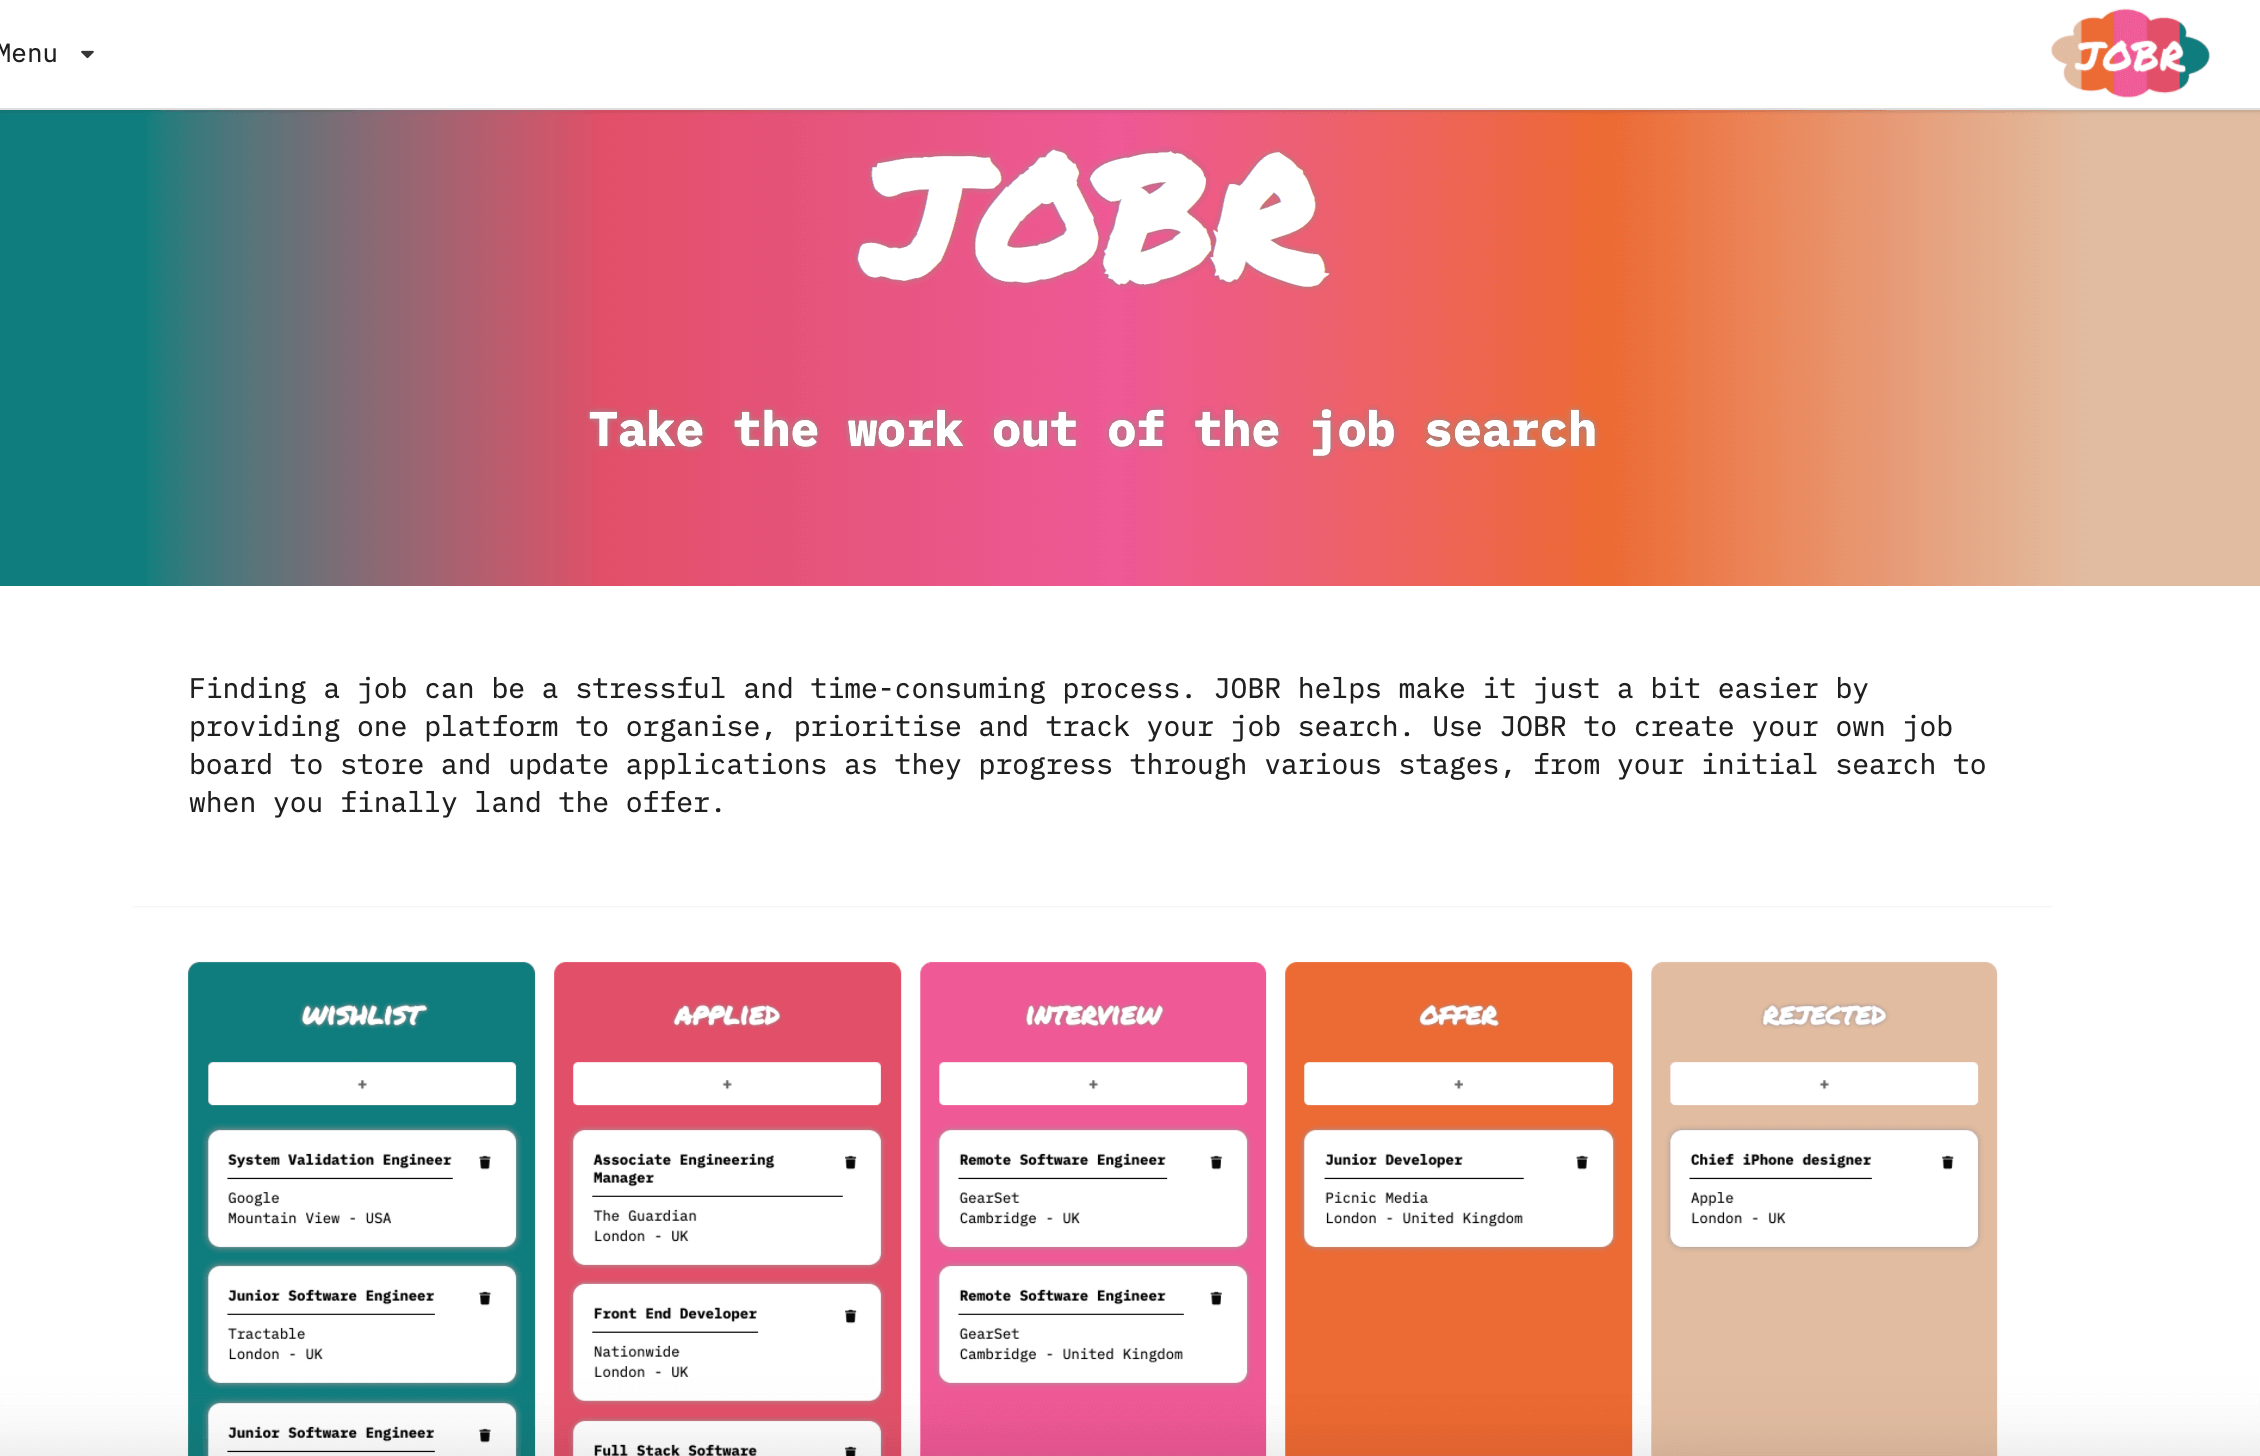 Menu
JOBR
JOBR
Take the work out of the job search
Finding a job can be a stressful and time-consuming process. JOBR helps make it just a bit easier by
providing one platform to organise, prioritise and track your job search. Use JOBR to create your own job
board to store and update applications as they progress through various stages, from your initial search to
when you finally land the offer.
WISHLIST
+
System Validation Engineer
Google
Mountain View - USA
Junior Software Engineer
Tractable
London - UK
Junior Software Engineer
APPLIED
+
Associate Engineering
Manager
The Guardian
London - UK
Front End Developer
Nationwide
London - UK
Full Stack Software
INTERVIEW
+
Remote Software Engineer
GearSet
Cambridge - UK
Remote Software Engineer
GearSet
Cambridge - United Kingdom
OFFER
+
Junior Developer
Picnic Media
London - United Kingdom
REJECTED
+
Chief iPhone designer
Apple
London - UK